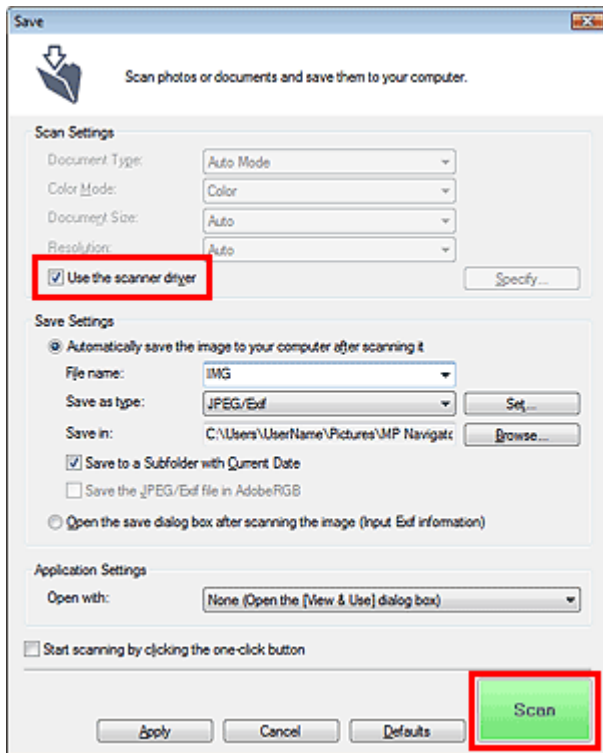 Save
Scan photos or documents and save them to your computer.
Scan Settings
Document Type: Auto Mode
Color Mode: Color
Document Size: Auto
Resolution: Auto
Use the scanner driver Specify...
Save Settings
Automatically save the image to your computer after scanning it
File name: IMG
Save as type: JPEG/Exif Set...
Save in: C:\Users\UserName\Pictures\MP Navigato Browse...
Save to a Subfolder with Current Date
Save the JPEG/Exif file in AdobeRGB
Open the save dialog box after scanning the image (Input Exif information)
Application Settings
Open with: None (Open the [View & Use] dialog box)
Start scanning by clicking the one-click button
Scan
Apply Cancel Defaults